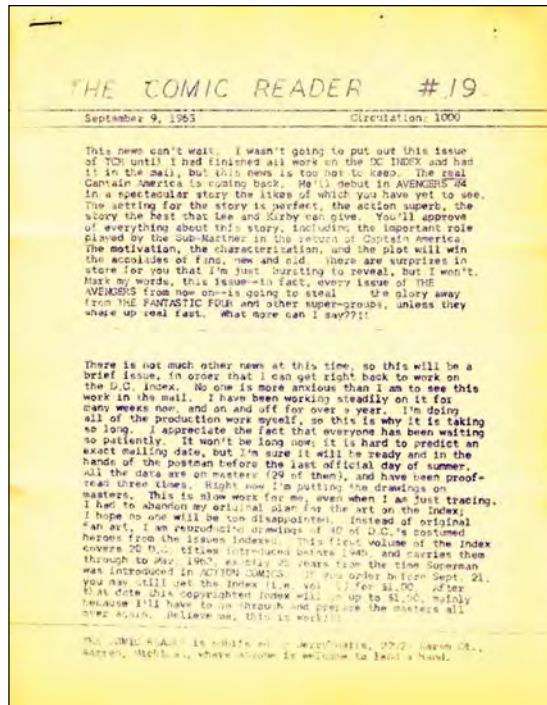 THE COMIC READER #19
September 9, 1963 Circulation: 1000
This news can't wait. I wasn't going to put out this issue
of TCR until I had finished all work on the DC INDEX and had
it in the mail, but this news is too hot to keep. The real
Captain America is coming back. He'll debut in AVENGERS #4
in a spectacular story the likes of which you have yet to see.
The setting for the story is perfect, the action superb, the
story the best that Lee and Kirby can give. You'll approve
of everything about this story, including the important role
played by the Sub-Mariner in the return of Captain America.
The motivation, the characterization, and the plot will win
the accolades of fans, new and old. There are surprizes in
store for you that I'm just bursting to reveal, but I won't.
Mark my words, this issue--in fact, every issue of THE
AVENGERS from now on--is going to steal the glory away
from THE FANTASTIC FOUR and other super-groups, unless they
shape up real fast. What more can I say??!!
There is not much other news at this time, so this will be a
brief issue, in order that I can get right back to work on
the D.C. Index. No one is more anxious than I am to see this
work in the mail. I have been working steadily on it for
many weeks now, and on and off for over a year. I'm doing
all of the production work myself, so this is why it is taking
so long. I appreciate the fact that everyone has been waiting
so patiently. It won't be long now; it is hard to predict an
exact mailing date, but I'm sure it will be ready and in the
hands of the postman before the last official day of summer.
All the data are on masters (29 of them), and have been proof-
read three times. Right now I'm putting the drawings on
masters. This is slow work for me, even when I am just tracing.
I had to abandon my original plan for the art on the Index;
I hope no one will be too disappointed. Instead of original
fan art, I am reproducing drawings of 40 of D.C.'s costumed
heroes from the issues indexed. This first volume of the Index
covers 20 D.C. titles introduced before 1945, and carries them
through to May, 1963, exactly 25 years from the time Superman
was introduced in ACTION COMICS. If you order before Sept. 21,
you may still get the Index (i.e. vol. I) for $1.00. After
that date this copyrighted Index will go up to $1.50, mainly
because I'll have to go through and prepare the masters all
over again. Believe me, this is work!!!
THE COMIC READER is Jerry Karen St.,
Warren, Michigan, where anyone is welcome to lend a hand.